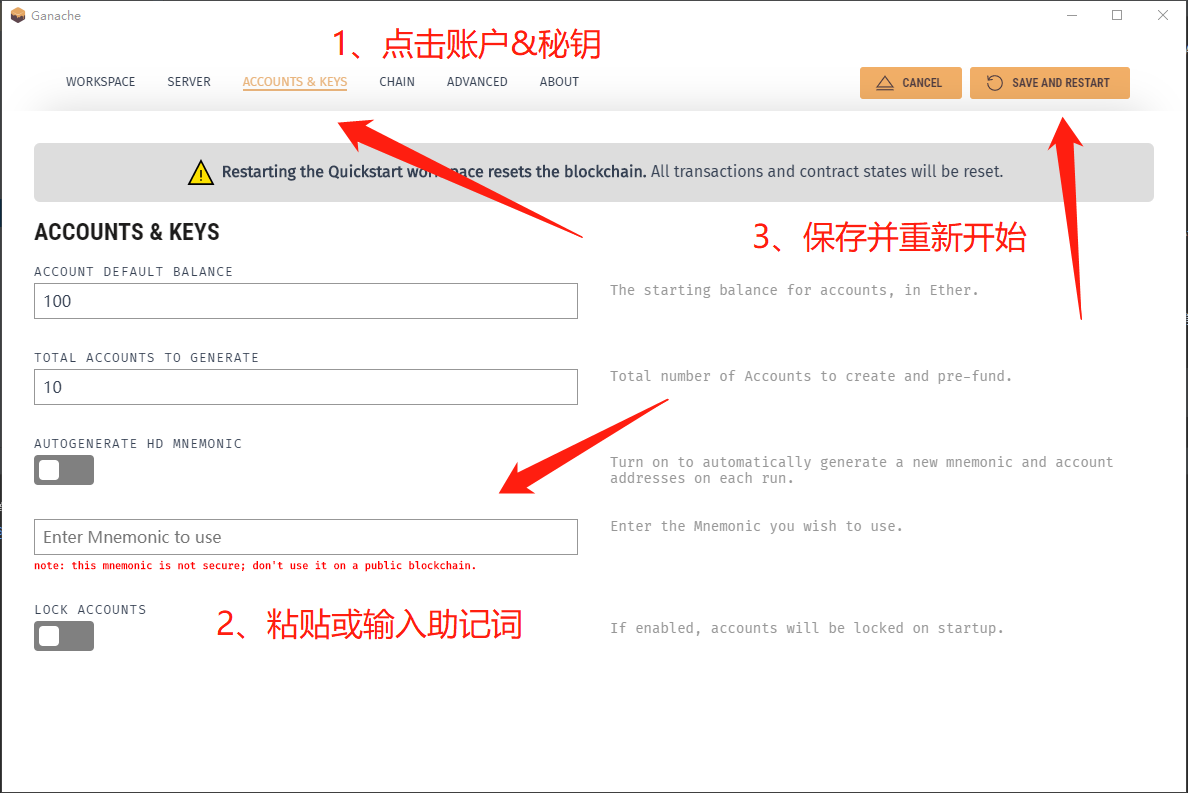 Ganache
1、点击账户&秘钥
WORKSPACE SERVER ACCOUNTS & KEYS CHAIN ADVANCED ABOUT CANCEL SAVE AND RESTART
Restarting the Quickstart workspace resets the blockchain. All transactions and contract states will be reset.
ACCOUNTS & KEYS
3、保存并重新开始
ACCOUNT DEFAULT BALANCE
100
The starting balance for accounts, in Ether.
TOTAL ACCOUNTS TO GENERATE
10
Total number of Accounts to create and pre-fund.
AUTOGENERATE HD MNEMONIC
Turn on to automatically generate a new mnemonic and account
addresses on each run.
Enter Mnemonic to use
Enter the Mnemonic you wish to use.
note: this mnemonic is not secure; don't use it on a public blockchain.
LOCK ACCOUNTS
2、粘贴或输入助记词
If enabled, accounts will be locked on startup.